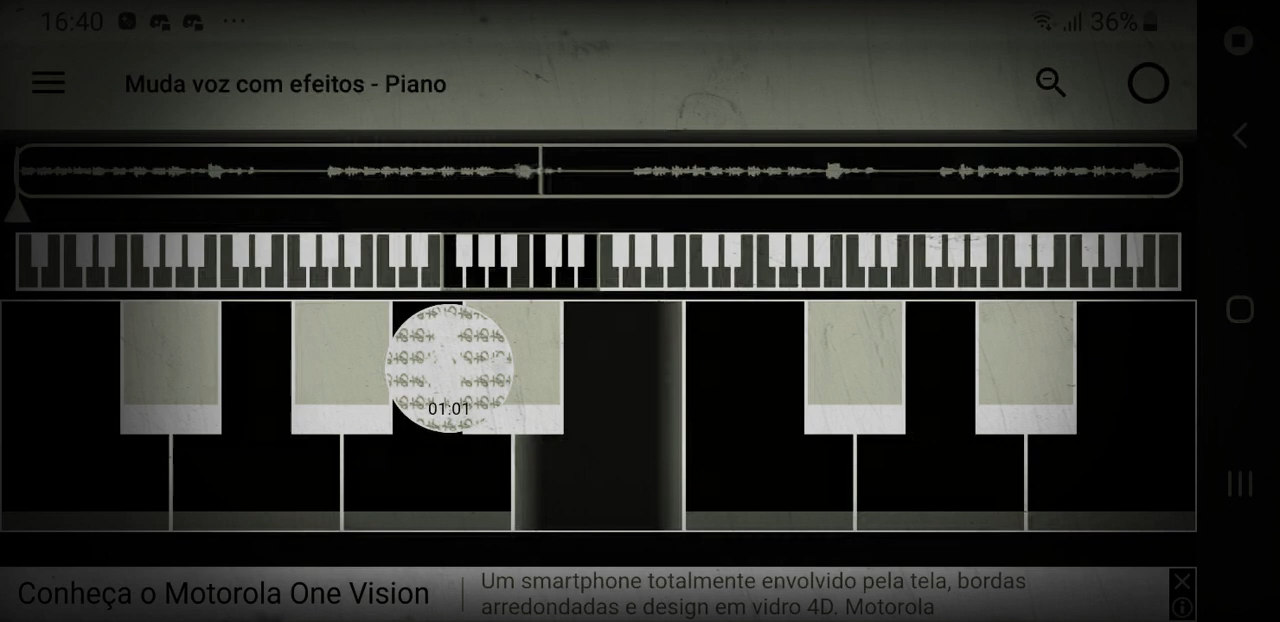 16:40 ... 36%
Muda voz com efeitos - Piano
01:01
Conheça o Motorola One Vision
Um smartphone totalmente envolvido pela tela, bordas
arredondadas e design em vidro 4D. Motorola